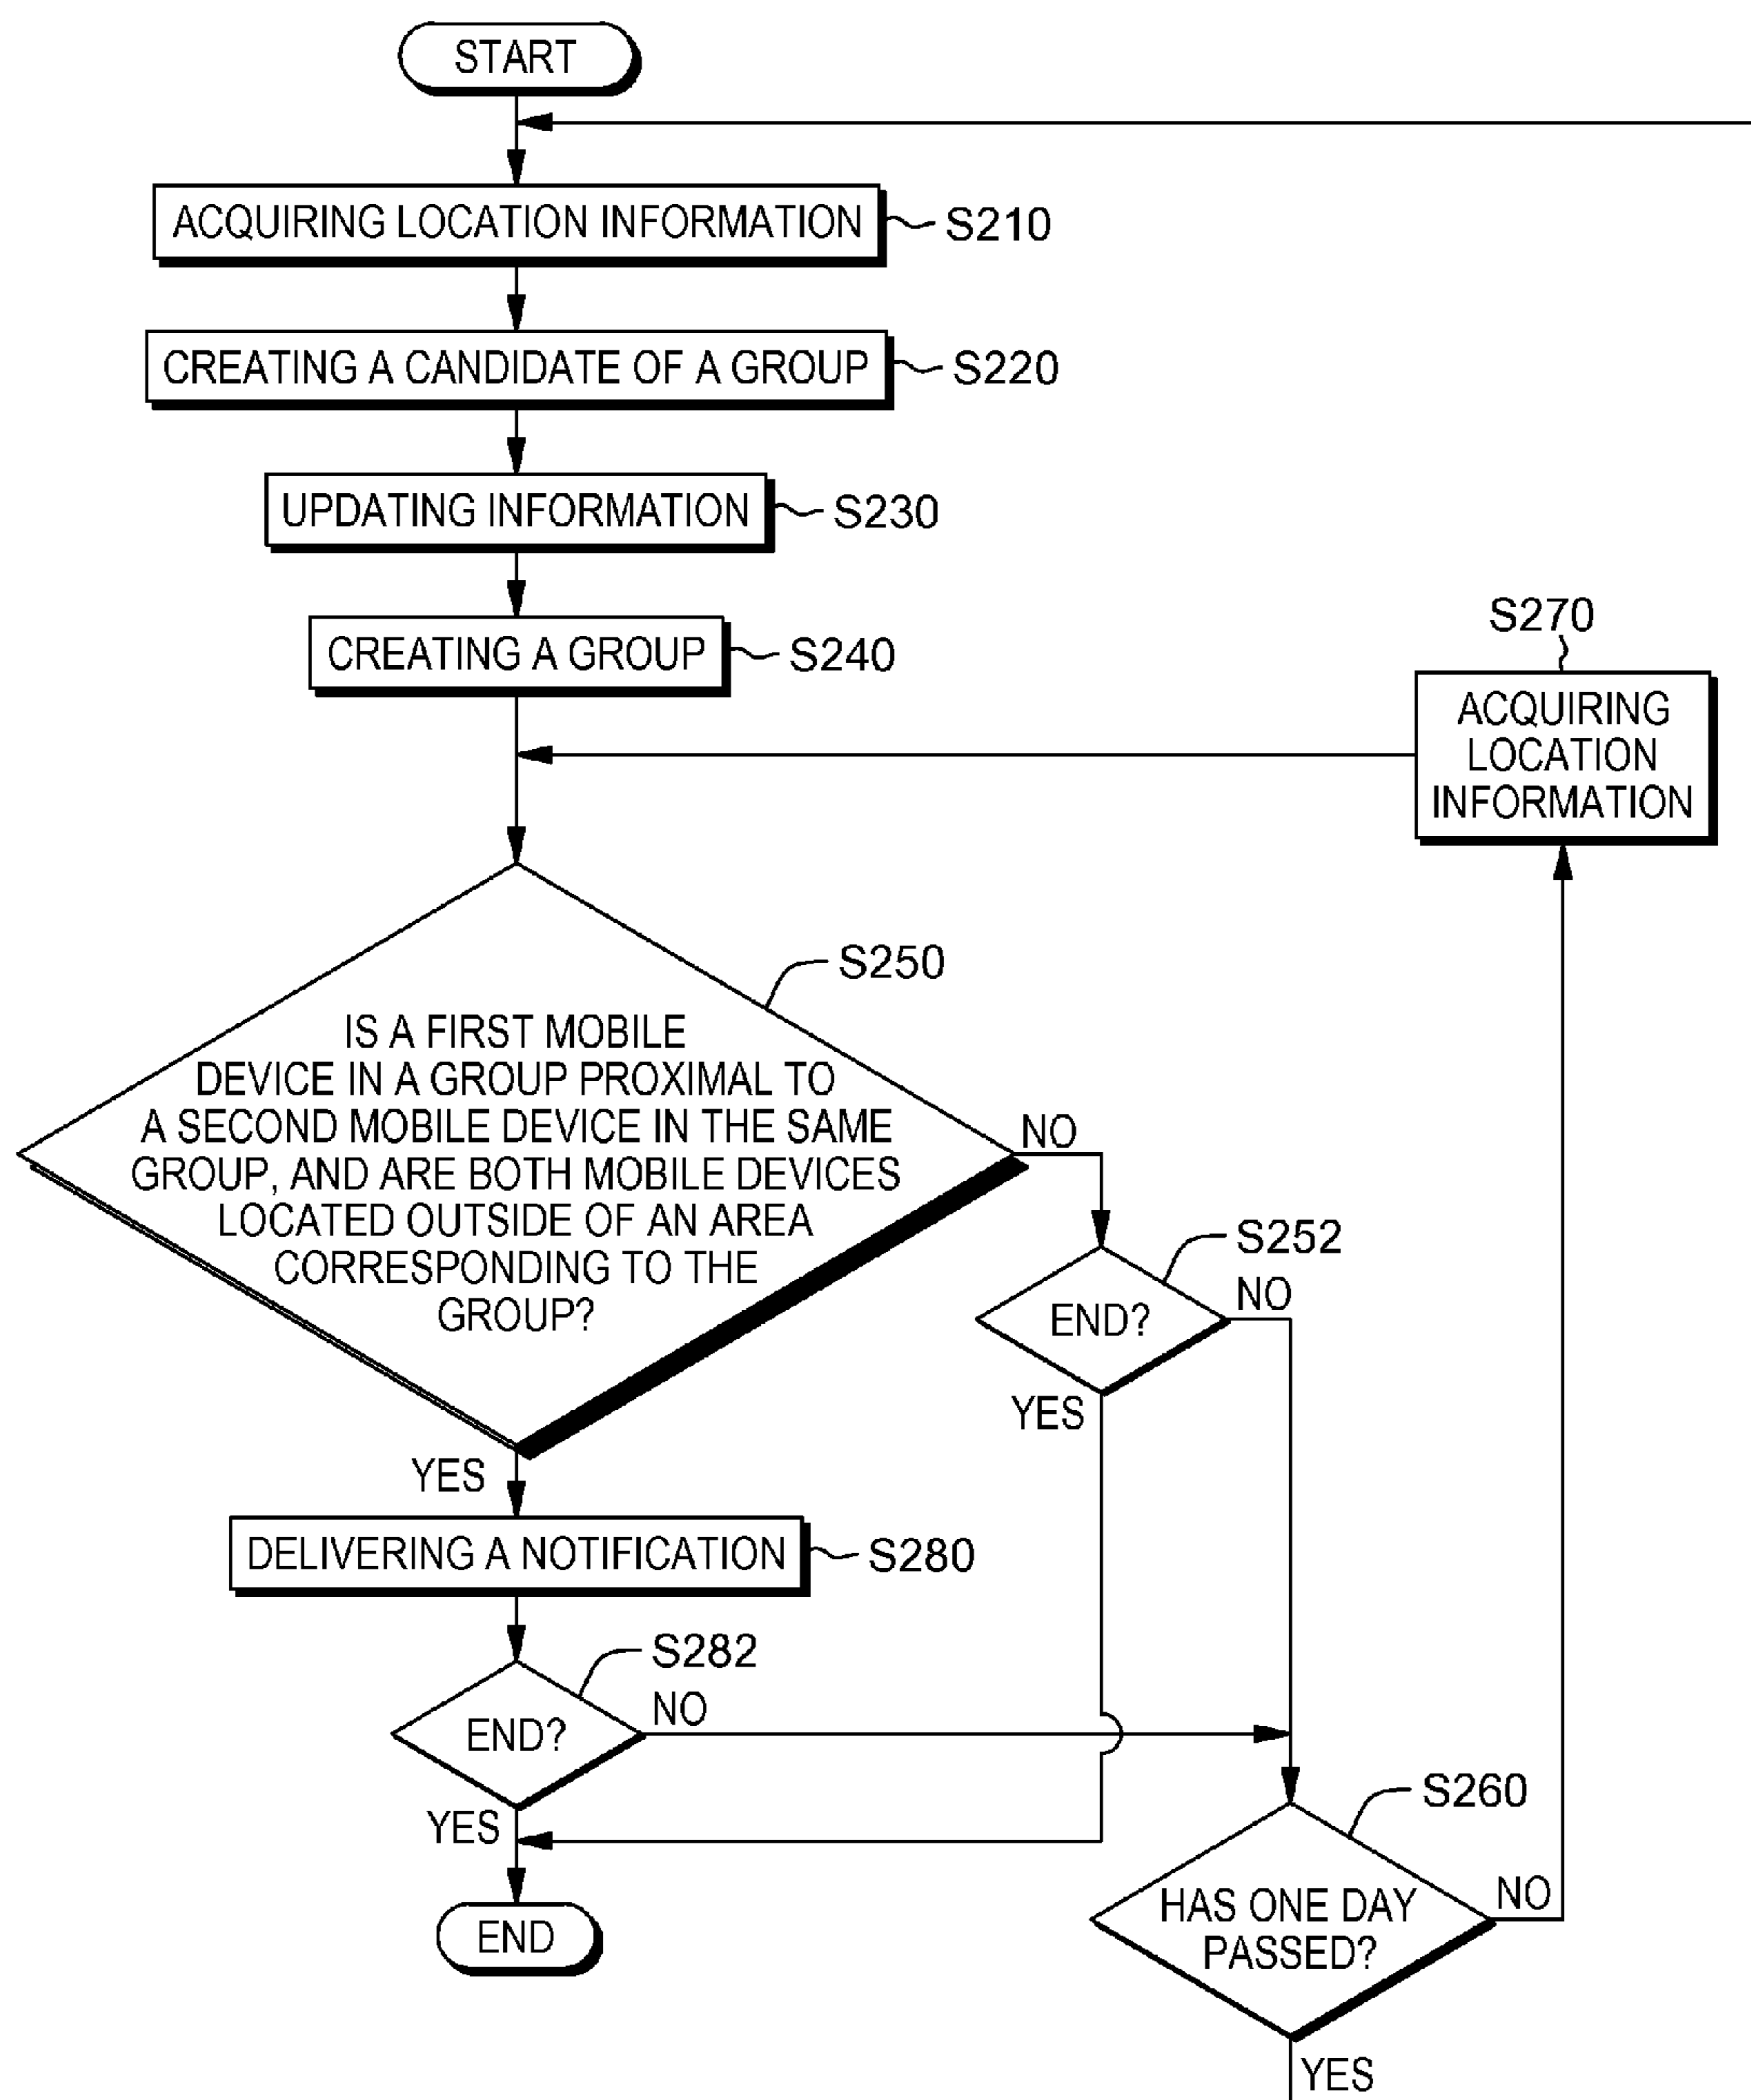 START
ACQUIRING LOCATION INFORMATION
S210
CREATING A CANDIDATE OF A GROUP
S220
UPDATING INFORMATION
S230
CREATING A GROUP
S240
S270
ACQUIRING
LOCATION
INFORMATION
S250
IS A FIRST MOBILE
DEVICE IN A GROUP PROXIMAL TO
A SECOND MOBILE DEVICE IN THE SAME
GROUP, AND ARE BOTH MOBILE DEVICES
LOCATED OUTSIDE OF AN AREA
CORRESPONDING TO THE
GROUP?
NO
S252
END?
NO
YES
YES
DELIVERING A NOTIFICATION
S280
S282
END?
NO
YES
S260
HAS ONE DAY
PASSED?
NO
YES
END